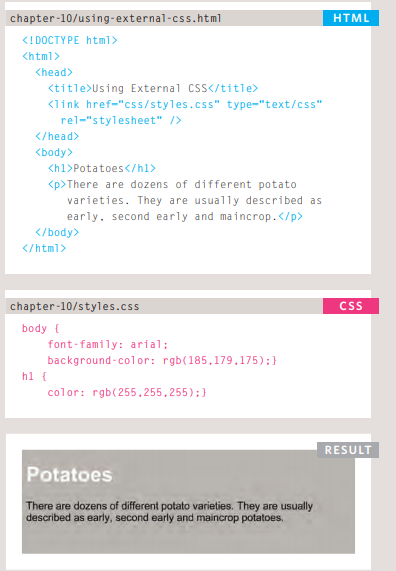 chapter-10/using-external-css.html HTML
<!DOCTYPE html>
<html>
<head>
<title>Using External CSS</title>
<link href="css/styles.css" type="text/css"
rel="stylesheet" />
</head>
<body>
<h1>Potatoes</h1>
<p>There are dozens of different potato
varieties. They are usually described as
early, second early and maincrop.</p>
</body>
</html>
chapter-10/styles.css CSS
body {
font-family: arial;
background-color: rgb(185,179,175);}
h1 {
color: rgb(255,255,255);}
RESULT
Potatoes
There are dozens of different potato varieties. They are usually
described as early, second early and maincrop potatoes.